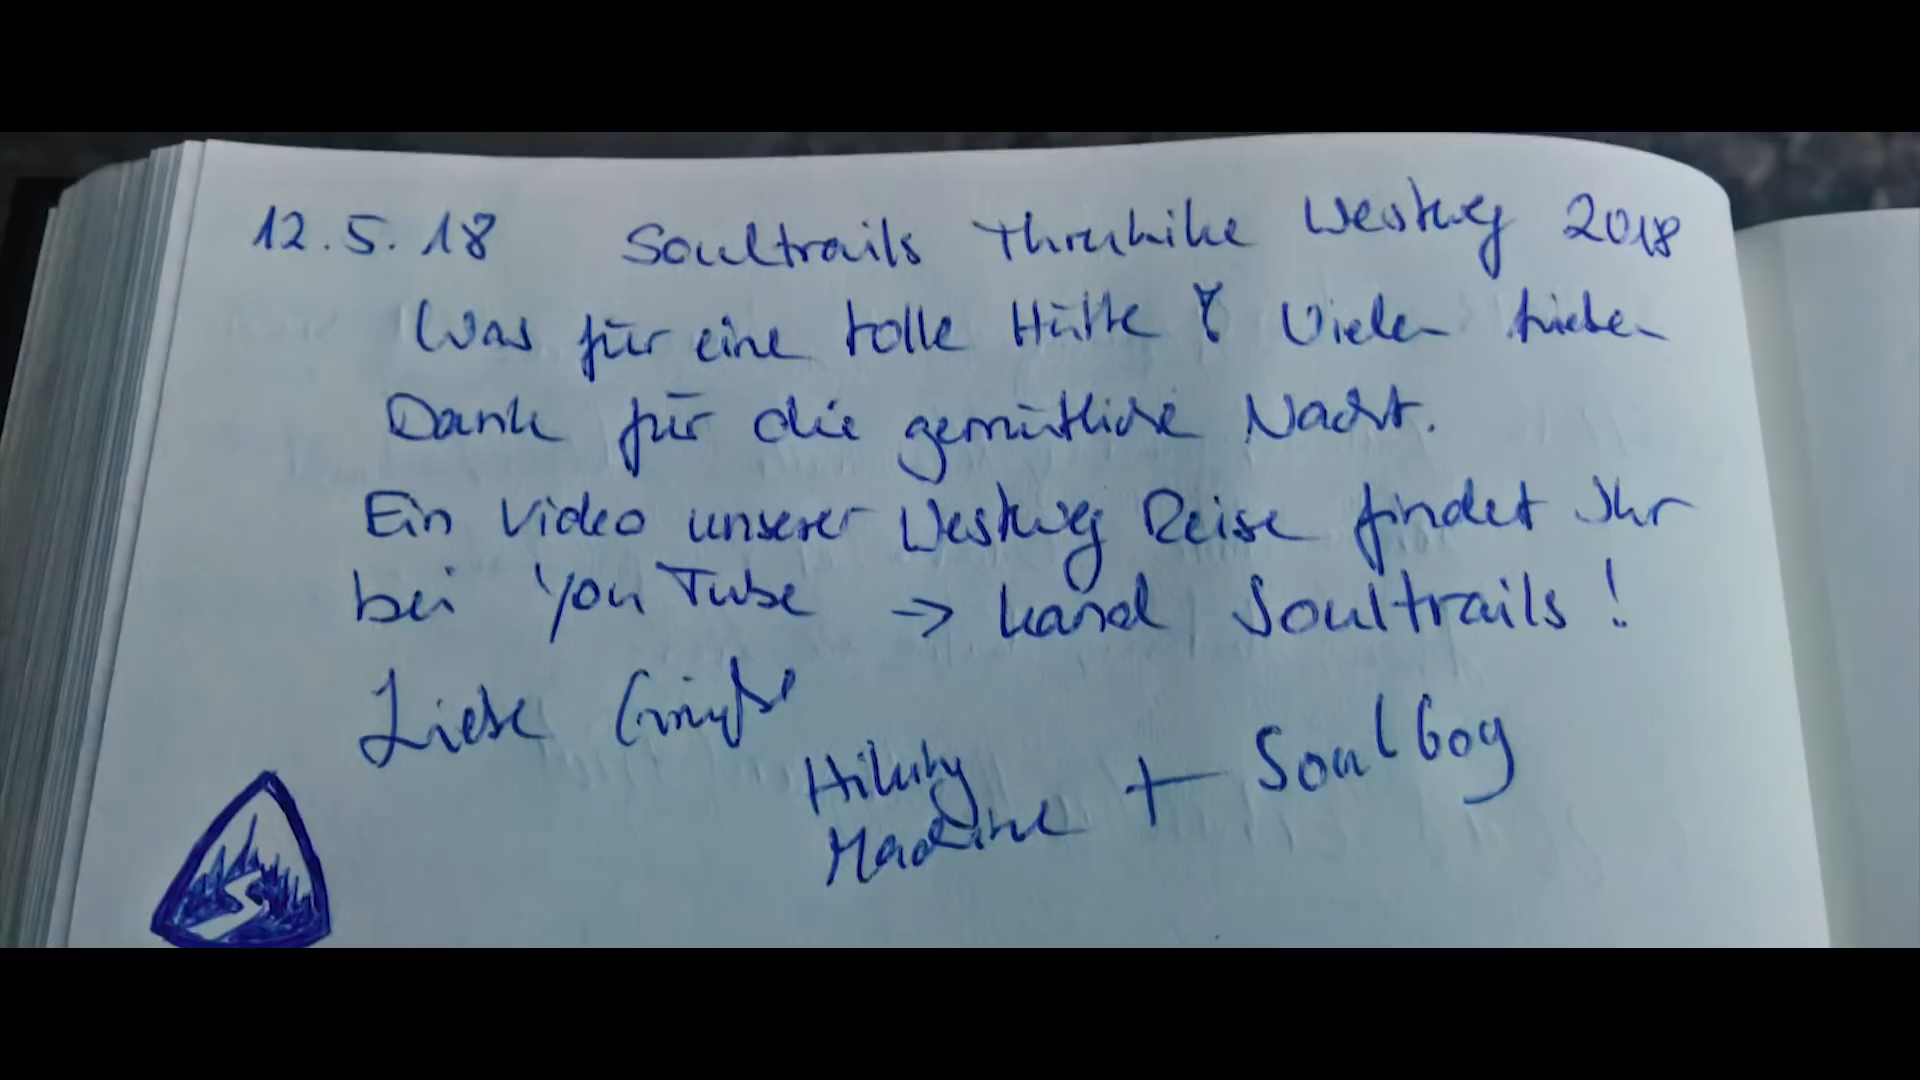 12.5.18 Soultrails Thruhike Westweg 2018
Was für eine tolle Hütte! Vielen lieben
Dank für die gemütliche Nacht.
Ein Video unserer Westweg Reise findet Ihr
bei YouTube → Kanal Soultrails!
Liebe Grüße
Hiking
Machine + SoulBoy